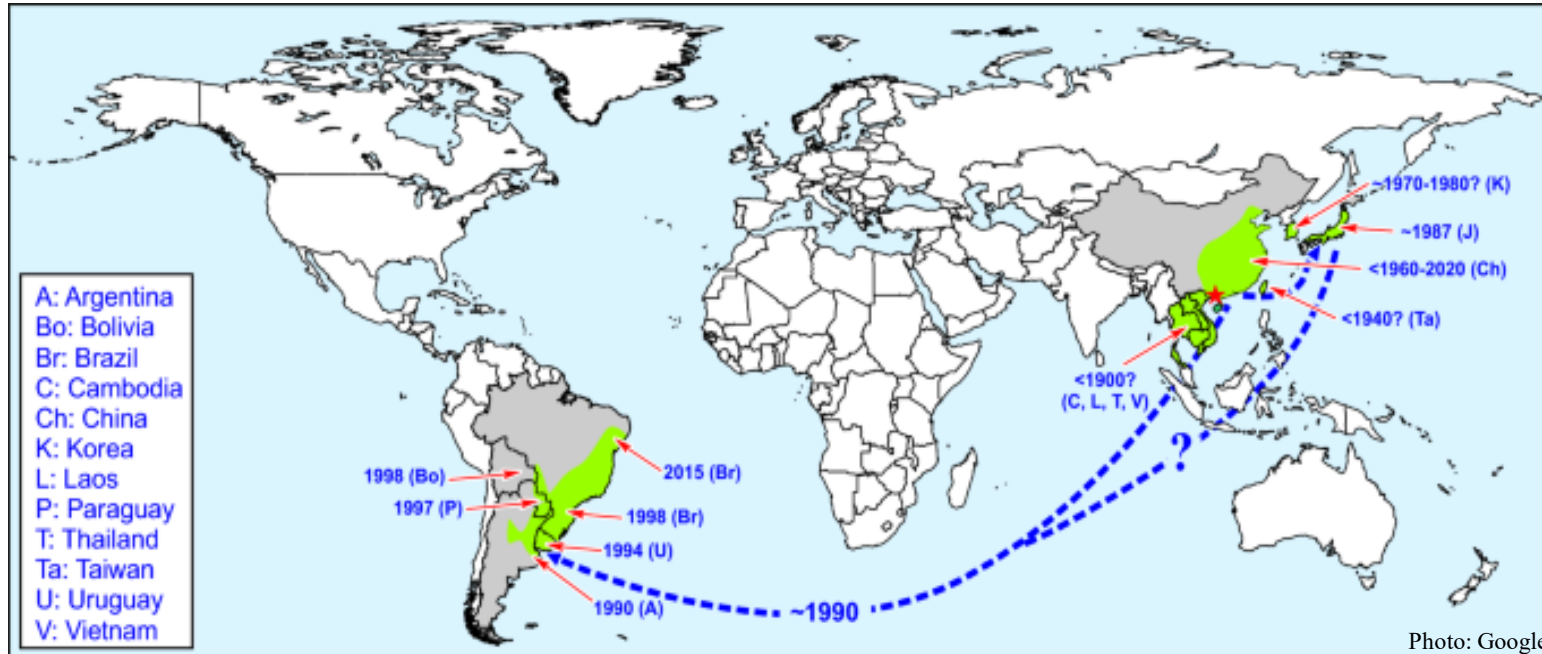 A: Argentina
Bo: Bolivia
Br: Brazil
C: Cambodia
Ch: China
K: Korea
L: Laos
P: Paraguay
T: Thailand
Ta: Taiwan
U: Uruguay
V: Vietnam
~1970-1980? (K)
~1987 (J)
<1960-2020 (Ch)
<1940? (Ta)
<1900?
(C, L, T, V)
?
1998 (Bo)
2015 (Br)
1997 (P)
1998 (Br)
1994 (U)
1990 (A)
~1990
Photo: Google